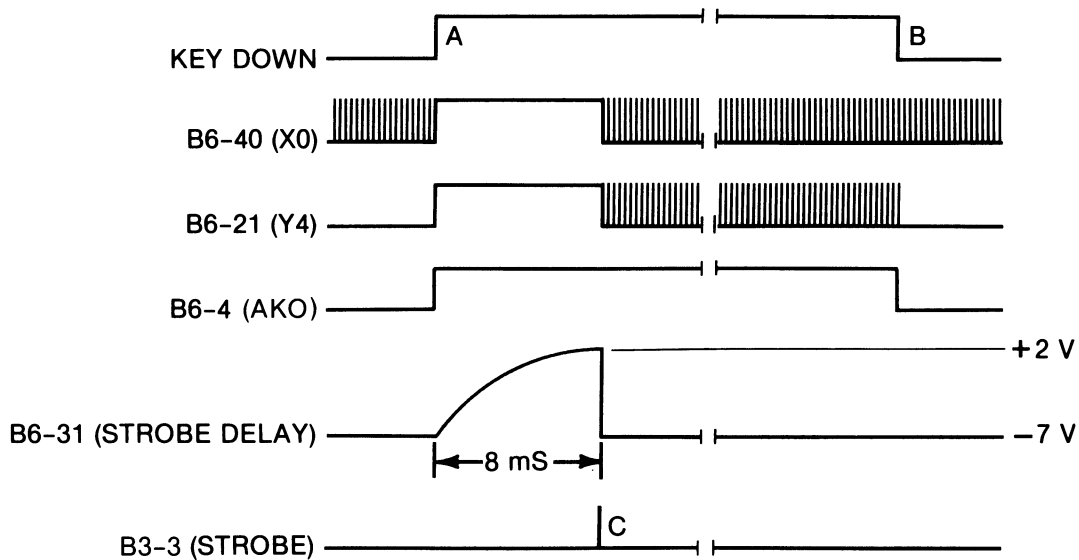 A
B
KEY DOWN
B6-40 (X0)
B6-21 (Y4)
B6-4 (AKO)
+2 V
B6-31 (STROBE DELAY)
-7 V
8 mS
C
B3-3 (STROBE)